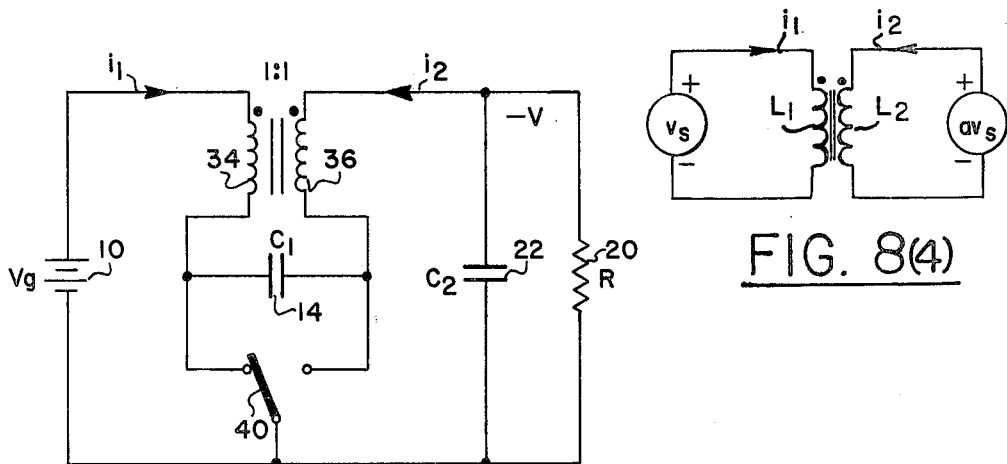 i1
1:1
i2
i1
i2
-V
+
+
34
36
L1
L2
vs
avs
-
-
10
C1
22
20
Vg
C2
R
14
FIG. 8(4)
40